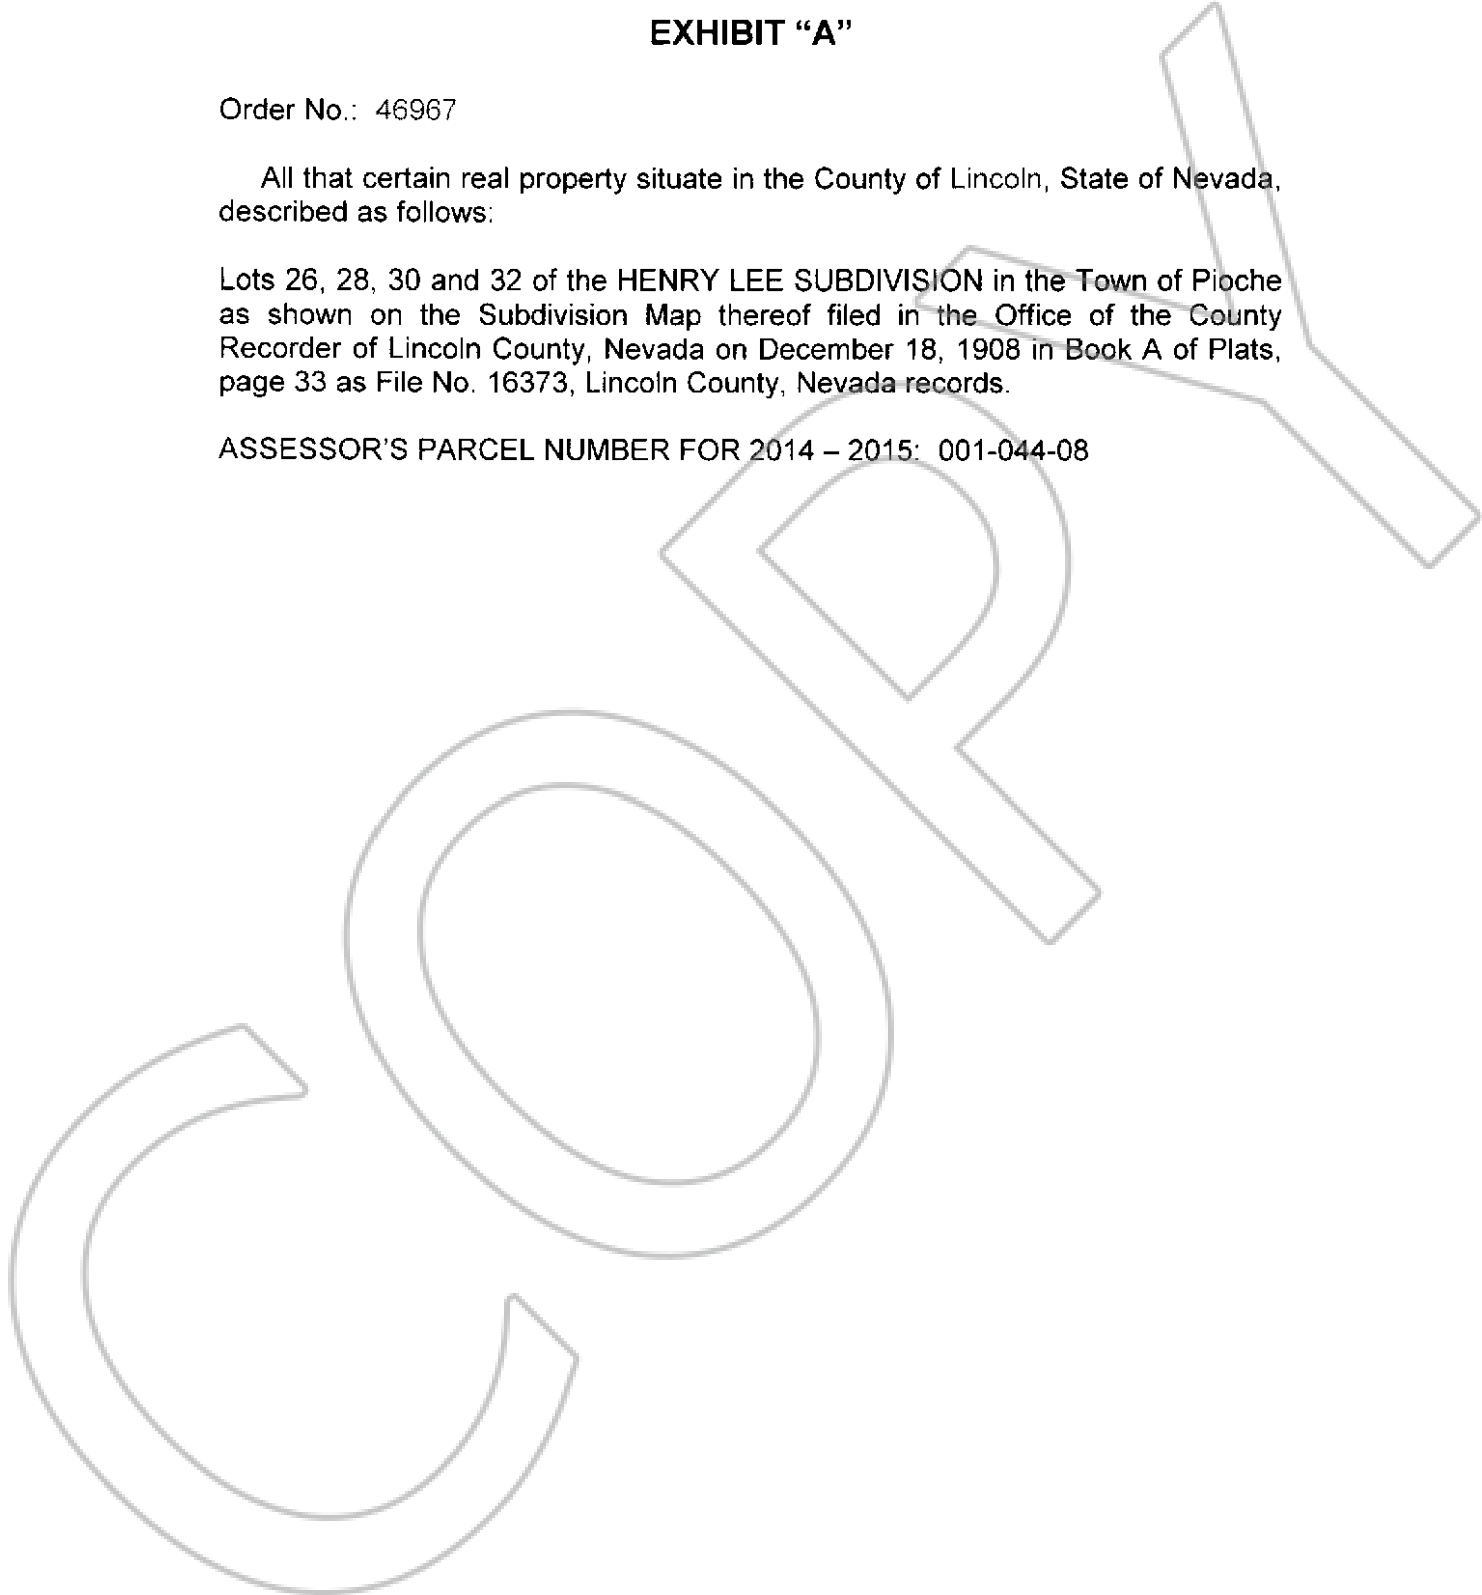 EXHIBIT “A”
Order No.: 46967
All that certain real property situate in the County of Lincoln, State of Nevada,
described as follows:
Lots 26, 28, 30 and 32 of the HENRY LEE SUBDIVISION in the Town of Pioche
as shown on the Subdivision Map thereof filed in the Office of the County
Recorder of Lincoln County, Nevada on December 18, 1908 in Book A of Plats,
page 33 as File No. 16373, Lincoln County, Nevada records.
ASSESSOR'S PARCEL NUMBER FOR 2014 – 2015: 001-044-08
COPY